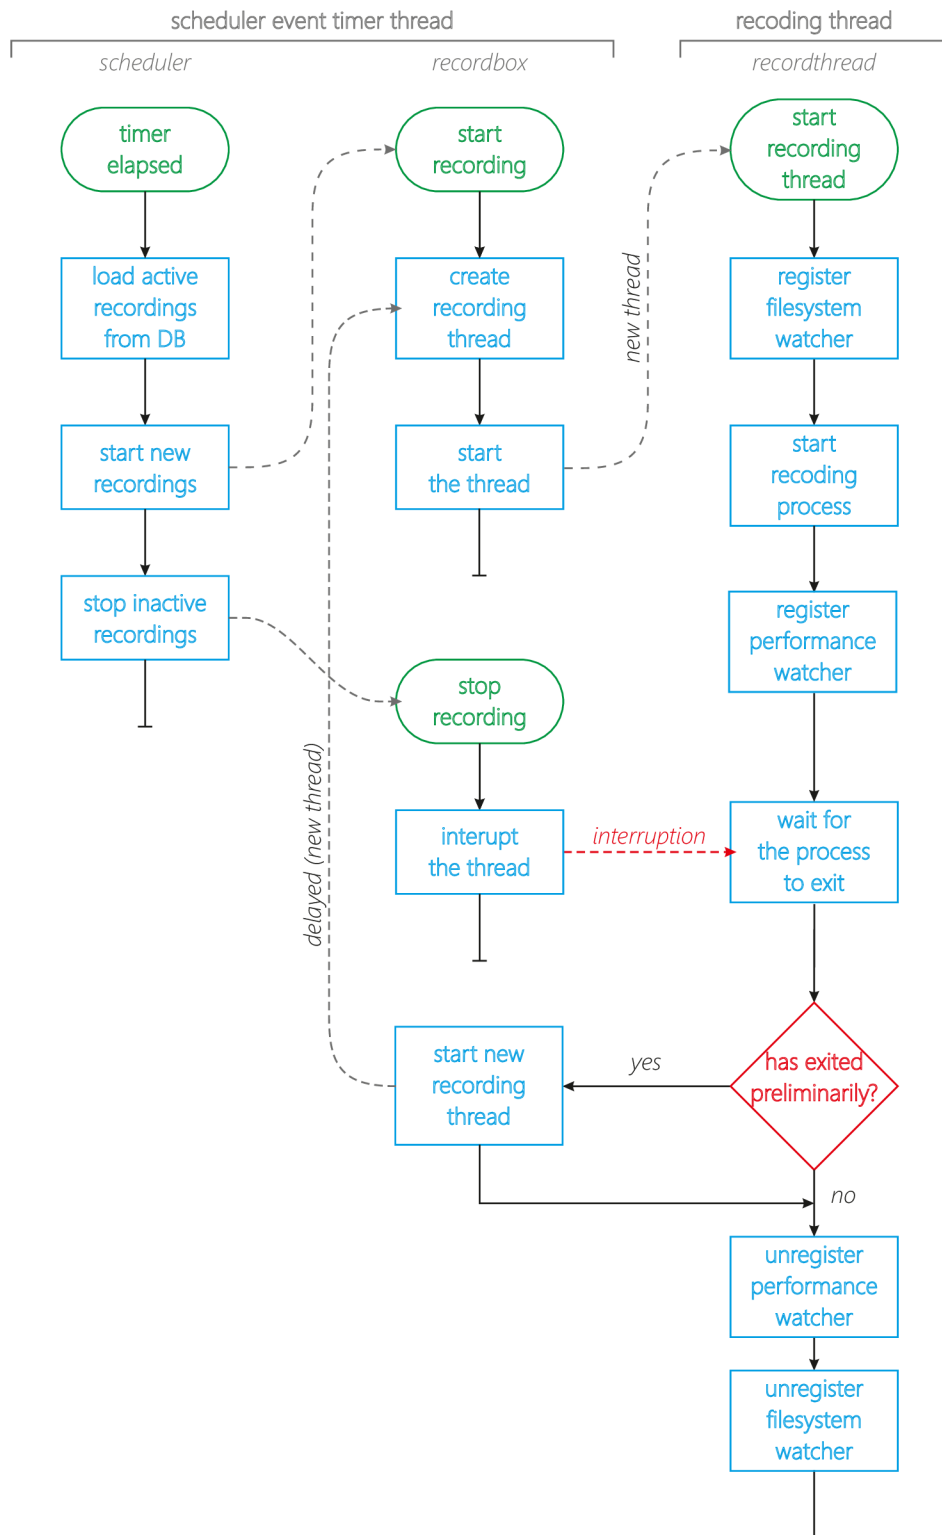 scheduler event timer thread
recoding thread
scheduler
recordbox
recordthread
timer
elapsed
load active
recordings
from DB
start new
recordings
stop inactive
recordings
start
recording
create
recording
thread
start
the thread
stop
recording
interupt
the thread
start new
recording
thread
delayed (new thread)
new thread
interruption
start
recording
thread
register
filesystem
watcher
start
recoding
process
register
performance
watcher
wait for
the process
to exit
has exited
preliminarily?
yes
no
unregister
performance
watcher
unregister
filesystem
watcher